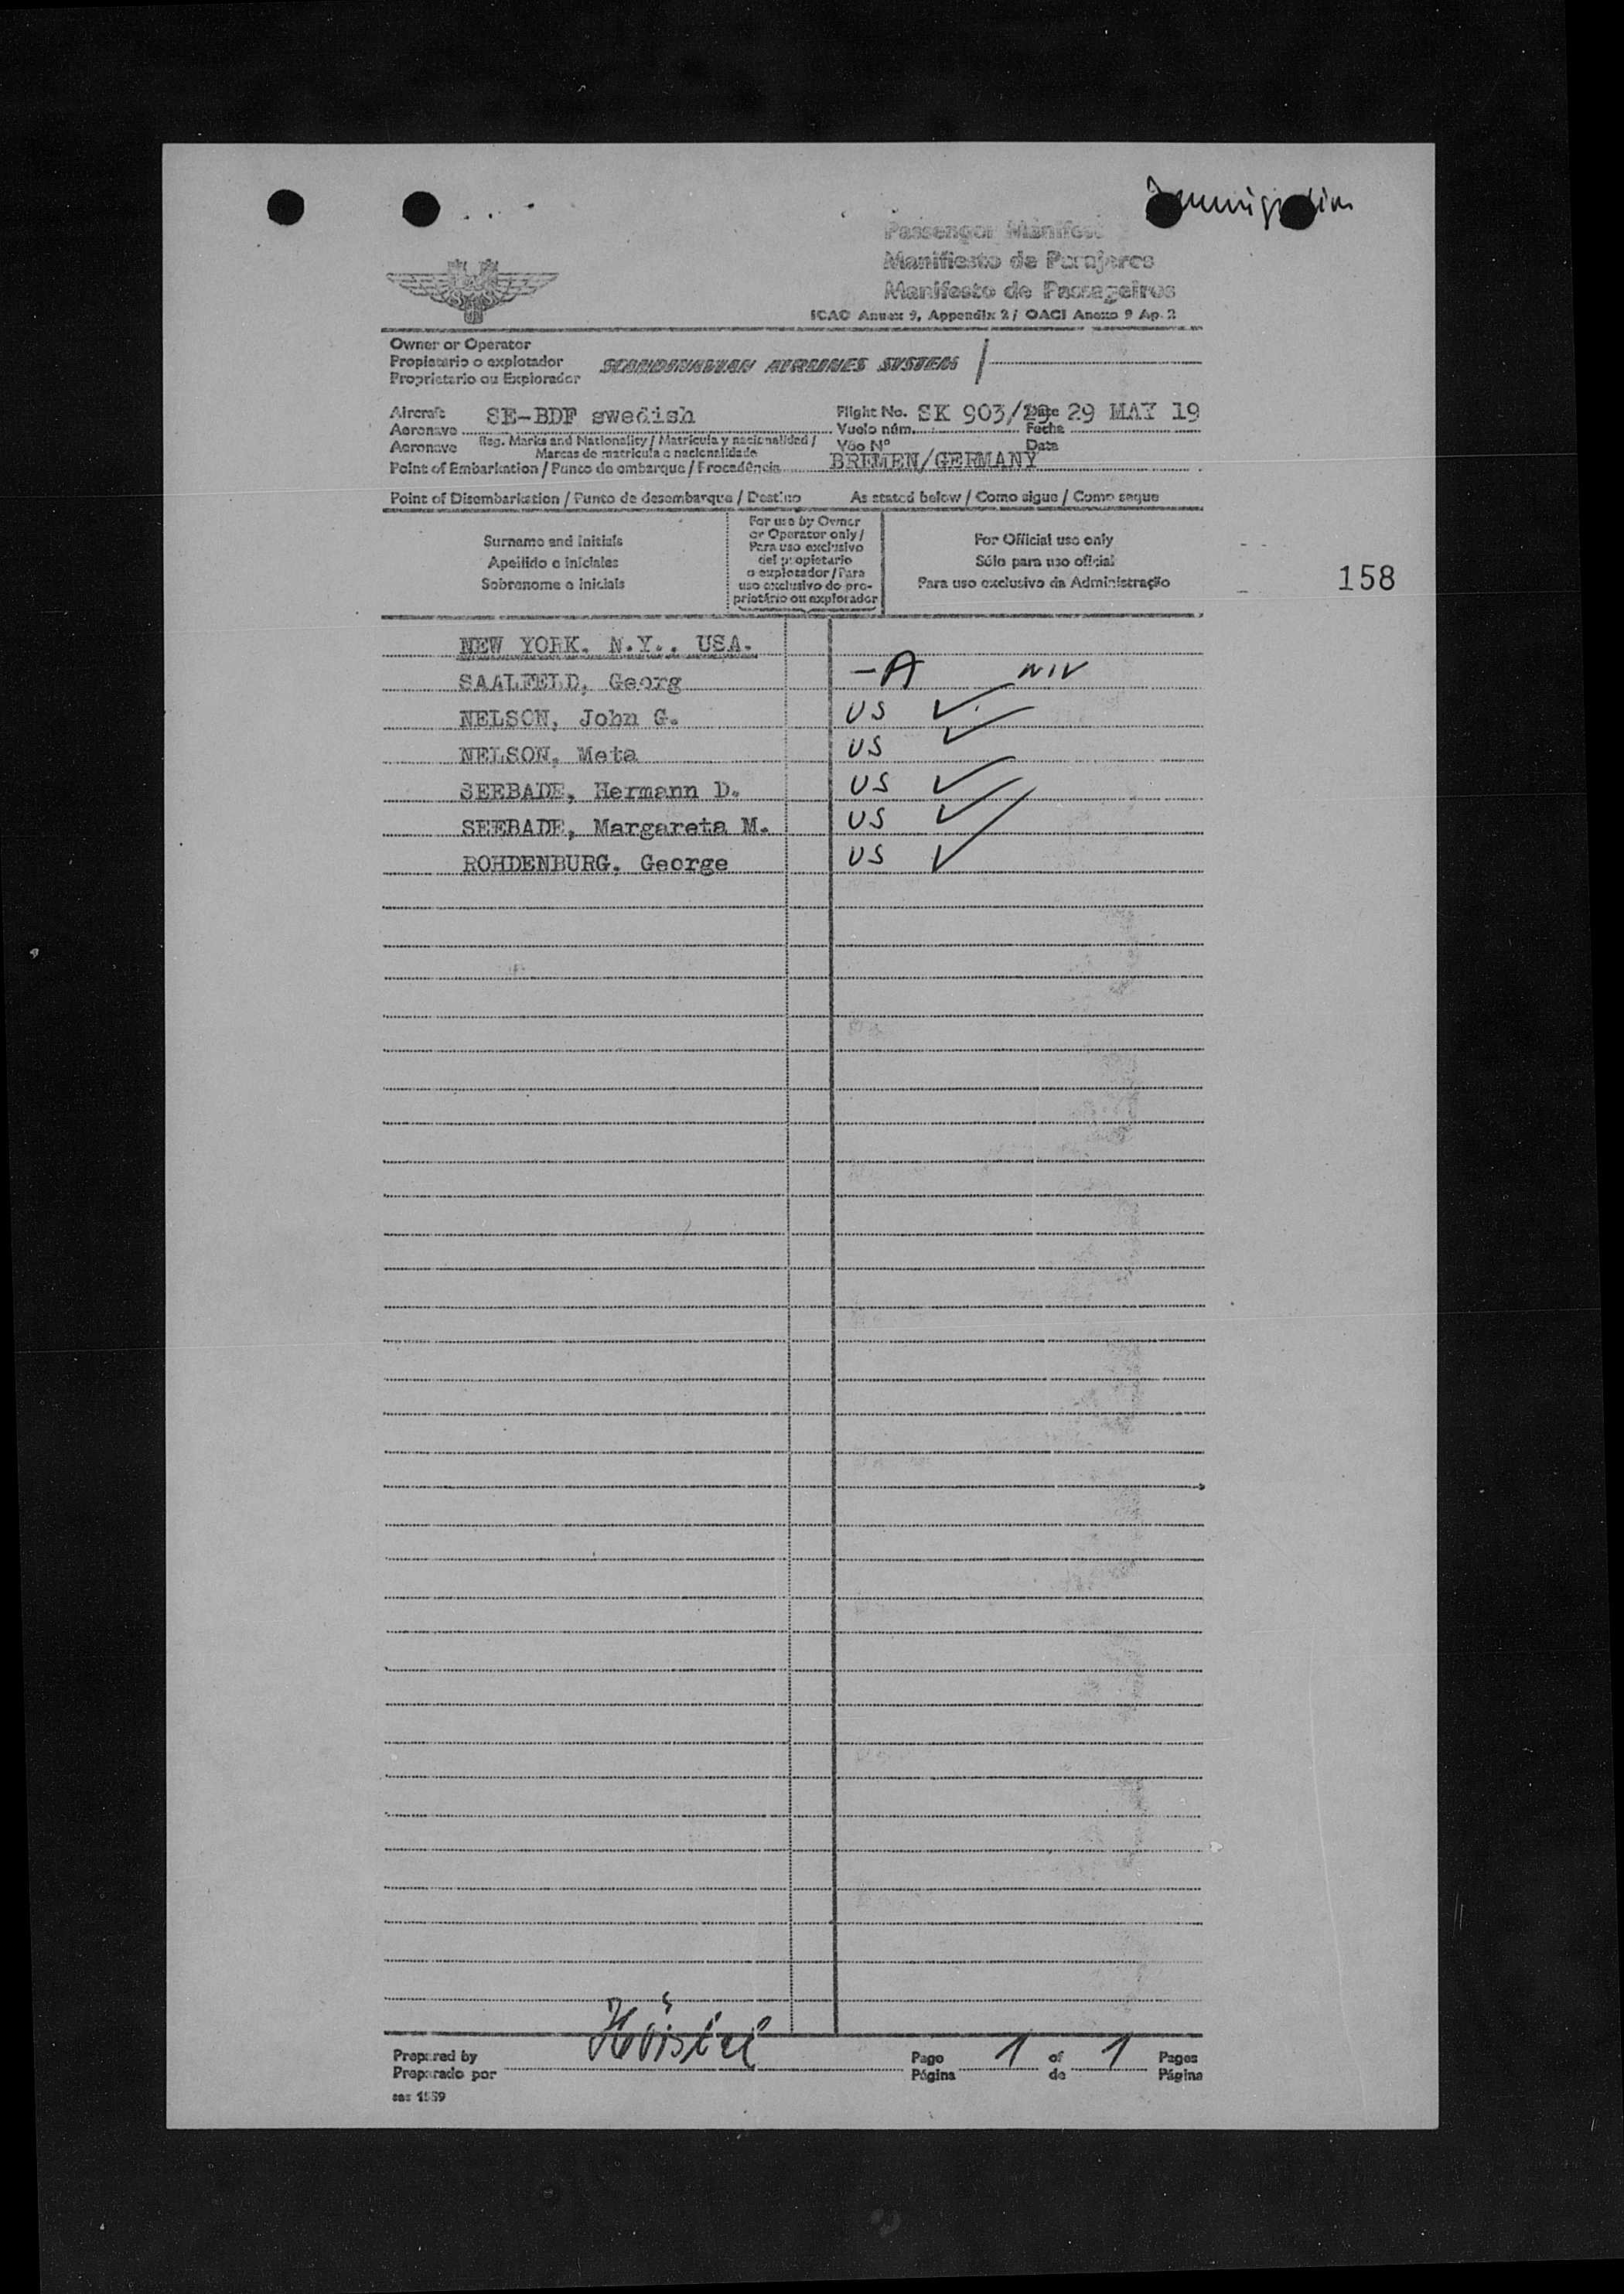 Immigration
Passenger Manifest
Manifiesto de Pasajeros
Manifesto de Passageiros
ICAO Annex 9, Appendix 2 / OACI Anexo 9 Ap. 2
Owner or Operator
Propietario o explotador SCANDINAVIAN AIRLINES SYSTEM /
Proprietario ou Explorador
Aircraft SE-BDF swedish Flight No. SK 903/29 Date 29 MAY 19
Aeronave Vuelo núm. Fecha
Aeronave Reg. Marks and Nationality / Matrícula y nacionalidad / Vôo Nº Data
Marcas de matrícula e nacionalidade
Point of Embarkation / Punto de embarque / Procedência BREMEN/GERMANY
Point of Disembarkation / Punto de desembarque / Destino As stated below / Como sigue / Como segue
Surname and Initials
Apellido e iniciales
Sobrenome e iniciais
For use by Owner
or Operator only /
Para uso exclusivo
del propietario
o explotador / Para
uso exclusivo do pro-
prietário ou explorador
For Official use only
Sólo para uso oficial
Para uso exclusivo da Administração
158
NEW YORK. N.Y.. USA.
SAALFELD, Georg -A NIV
NELSON, John G. US ✓
NELSON, Meta US ✓
SEEBADE, Hermann D. US ✓
SEEBADE, Margareta M. US ✓
ROHDENBURG. George US ✓
Prepared by Page 1 of 1 Pages
Preparado por Página de Página
sas 1559